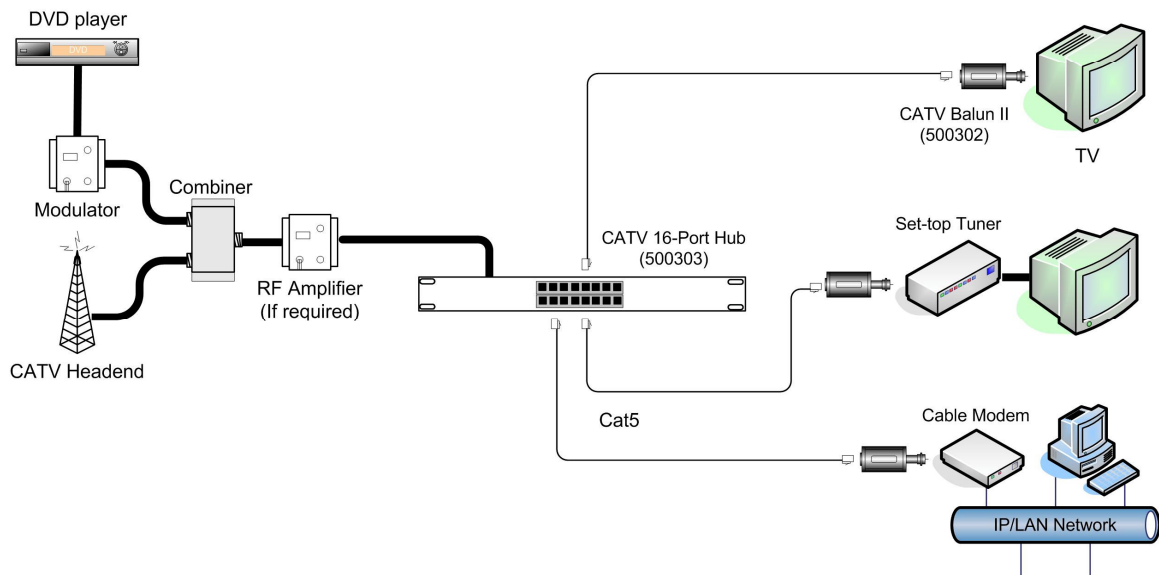 DVD player
DVD
Modulator
Combiner
CATV Headend
RF Amplifier
(If required)
CATV 16-Port Hub
(500303)
CATV Balun II
(500302)
TV
Set-top Tuner
Cat5
Cable Modem
IP/LAN Network